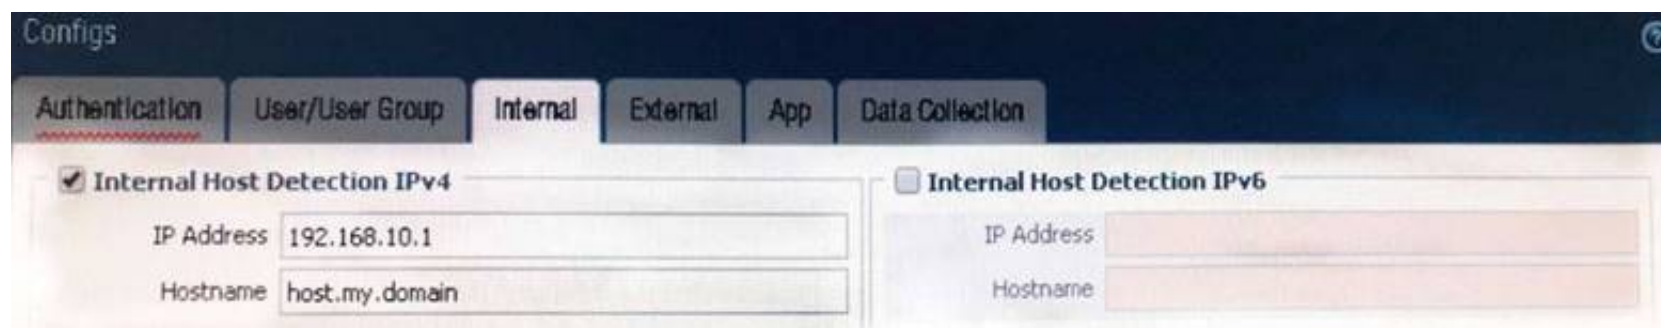 Configs
Authentication User/User Group Internal External App Data Collection
Internal Host Detection IPv4 Internal Host Detection IPv6
IP Address 192.168.10.1 IP Address
Hostname host.my.domain Hostname